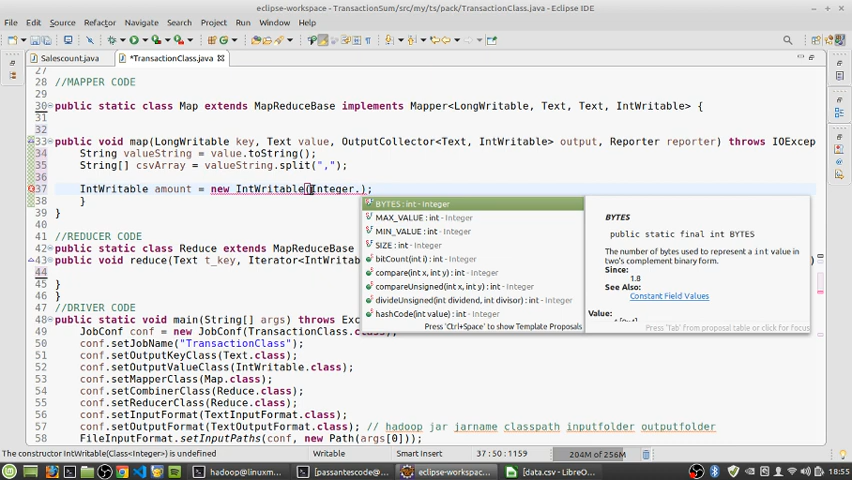 eclipse-workspace - TransactionSum/src/my/ts/pack/TransactionClass.java - Eclipse IDE
File Edit Source Refactor Navigate Search Project Run Window Help
Salescount.java *TransactionClass.java
27
28 //MAPPER CODE
29
30 public static class Map extends MapReduceBase implements Mapper<LongWritable, Text, Text, IntWritable> {
32
33 public void map(LongWritable key, Text value, OutputCollector<Text, IntWritable> output, Reporter reporter) throws IOExcep
34 String valueString = value.toString();
35 String[] csvArray = valueString.split(",");
36
37 IntWritable amount = new IntWritable(Integer.);
38 }
39 }
40
41 //REDUCER CODE
42 public static class Reduce extends MapReduceBase
43 public void reduce(Text t_key, Iterator<IntWrita
44
45 }
46 }
47 //DRIVER CODE
48 public static void main(String[] args) throws Exc
49 JobConf conf = new JobConf(TransactionClass.c
50 conf.setJobName("TransactionClass");
51 conf.setOutputKeyClass(Text.class);
52 conf.setOutputValueClass(IntWritable.class);
53 conf.setMapperClass(Map.class);
54 conf.setCombinerClass(Reduce.class);
55 conf.setReducerClass(Reduce.class);
56 conf.setInputFormat(TextInputFormat.class);
57 conf.setOutputFormat(TextOutputFormat.class); // hadoop jar jarname classpath inputfolder outputfolder
58 FileInputFormat.setInputPaths(conf, new Path(args[0]));
BYTES : int - Integer
MAX_VALUE : int - Integer
MIN_VALUE : int - Integer
SIZE : int - Integer
bitCount(int i) : int - Integer
compare(int x, int y) : int - Integer
compareUnsigned(int x, int y) : int - Integer
divideUnsigned(int dividend, int divisor) : int - Integer
hashCode(int value) : int - Integer
Press 'Ctrl+Space' to show Template Proposals
BYTES
public static final int BYTES
The number of bytes used to represent a int value in
two's complement binary form.
Since:
1.8
See Also:
Constant Field Values
Value:
Press 'Tab' from proposal table or click for focus
The constructor IntWritable(Class<Integer>) is undefined Writable Smart Insert 37 : 50 : 1159 204M of 256M
hadoop@linuxm... [passantescode@... eclipse-workspac... [data.csv - LibreO... 18:55